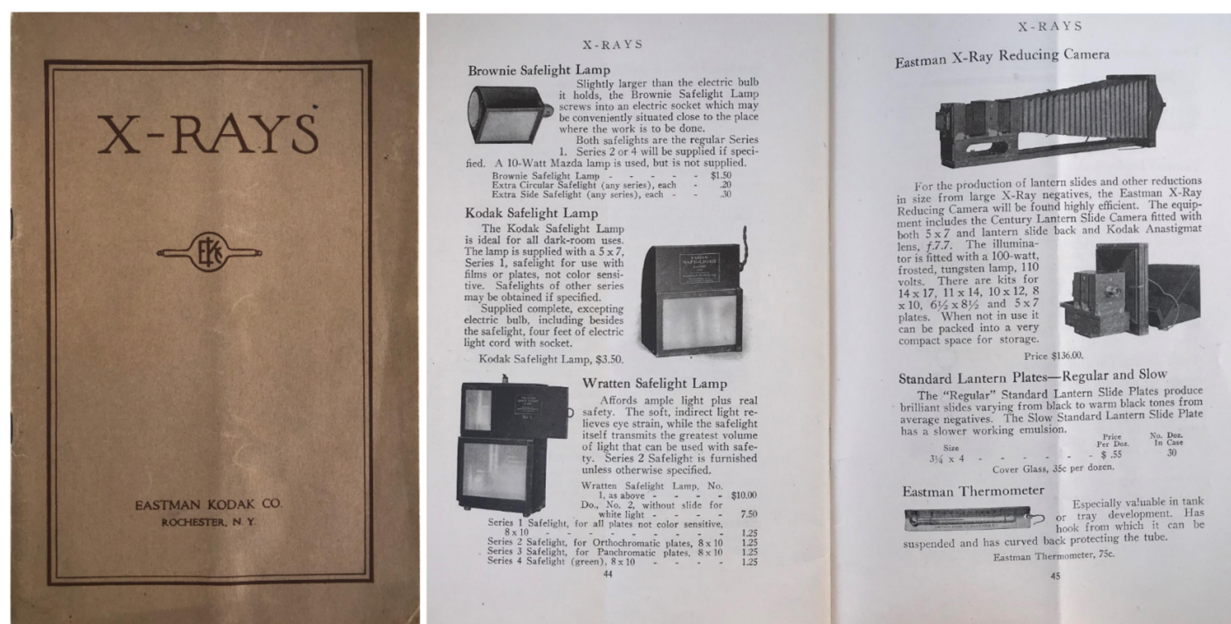 X-RAYS
EKC
EASTMAN KODAK CO.
ROCHESTER, N. Y.
X-RAYS
Brownie Safelight Lamp
Slightly larger than the electric bulb
it holds, the Brownie Safelight Lamp
screws into an electric socket which may
be conveniently situated close to the place
where the work is to be done.
Both safelights are the regular Series
1. Series 2 or 4 will be supplied if speci-
fied. A 10-Watt Mazda lamp is used, but is not supplied.
Brownie Safelight Lamp - - - - - $1.50
Extra Circular Safelight (any series), each - .20
Extra Side Safelight (any series), each - - .30
Kodak Safelight Lamp
The Kodak Safelight Lamp
is ideal for all dark-room uses.
The lamp is supplied with a 5 x 7,
Series 1, safelight for use with
films or plates, not color sensi-
tive. Safelights of other series
may be obtained if specified.
Supplied complete, excepting
electric bulb, including besides
the safelight, four feet of electric
light cord with socket.
Kodak Safelight Lamp, $3.50.
Wratten Safelight Lamp
Affords ample light plus real
safety. The soft, indirect light re-
lieves eye strain, while the safelight
itself transmits the greatest volume
of light that can be used with safe-
ty. Series 2 Safelight is furnished
unless otherwise specified.
Wratten Safelight Lamp, No.
1, as above - - - - $10.00
Do., No. 2, without slide for
white light - - - - - 7.50
Series 1 Safelight, for all plates not color sensitive,
8 x 10 - - - - - - - 1.25
Series 2 Safelight, for Orthochromatic plates, 8 x 10 1.25
Series 3 Safelight, for Panchromatic plates, 8 x 10 1.25
Series 4 Safelight (green), 8 x 10 - - - - 1.25
44
X-RAYS
Eastman X-Ray Reducing Camera
For the production of lantern slides and other reductions
in size from large X-Ray negatives, the Eastman X-Ray
Reducing Camera will be found highly efficient. The equip-
ment includes the Century Lantern Slide Camera fitted with
both 5 x 7 and lantern slide back and Kodak Anastigmat
lens, f.7.7. The illumina-
tor is fitted with a 100-watt,
frosted, tungsten lamp, 110
volts. There are kits for
14 x 17, 11 x 14, 10 x 12, 8
x 10, 6½ x 8½ and 5 x 7
plates. When not in use it
can be packed into a very
compact space for storage.
Price $136.00.
Standard Lantern Plates—Regular and Slow
The "Regular" Standard Lantern Slide Plates produce
brilliant slides varying from black to warm black tones from
average negatives. The Slow Standard Lantern Slide Plate
has a slower working emulsion.
Size Price Per Doz. No. Doz. In Case
3¼ x 4 - - - - - - - $ .55 30
Cover Glass, 35c per dozen.
Eastman Thermometer
Especially valuable in tank
or tray development. Has
hook from which it can be
suspended and has curved back protecting the tube.
Eastman Thermometer, 75c.
45